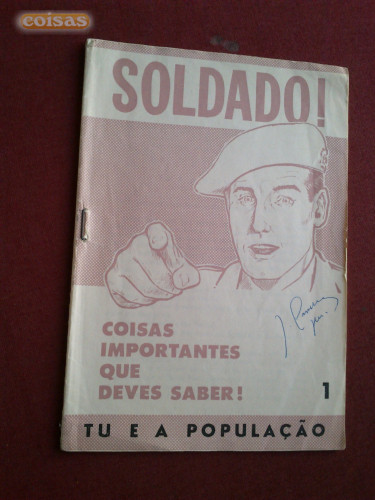 coisas
SOLDADO!
COISAS
IMPORTANTES
QUE
DEVES SABER!
1
TU E A POPULAÇÃO